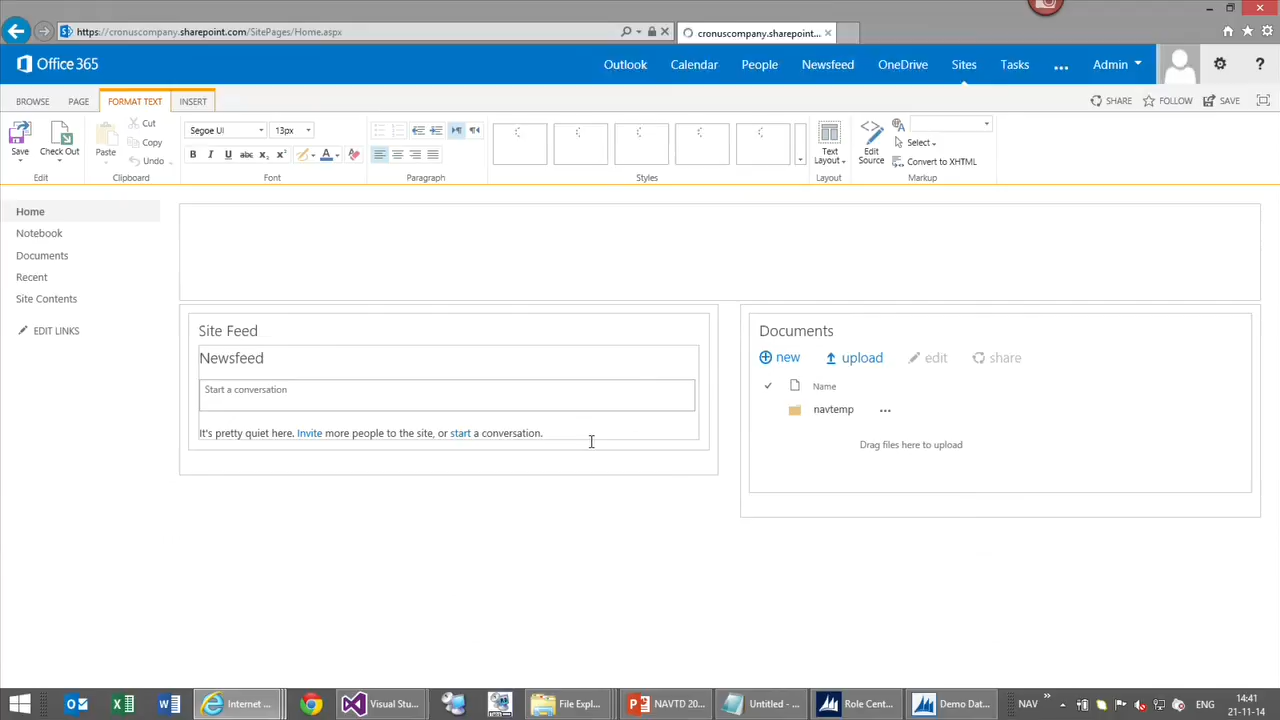 https://cronuscompany.sharepoint.com/SitePages/Home.aspx
cronuscompany.sharepoint...
Office 365
Outlook Calendar People Newsfeed OneDrive Sites Tasks ... Admin ?
BROWSE PAGE FORMAT TEXT INSERT SHARE FOLLOW SAVE
Save Check Out Paste Cut Copy Undo
Segoe UI 13px
B I U abc x₂ x² A A
Text Layout Edit Source Select Convert to XHTML
Edit Clipboard Font Paragraph Styles Layout Markup
Home
Notebook
Documents
Recent
Site Contents
EDIT LINKS
Site Feed
Newsfeed
Start a conversation
It's pretty quiet here. Invite more people to the site, or start a conversation.
Documents
new upload edit share
Name
navtemp ...
Drag files here to upload
Internet ... Visual Stu... File Expl... NAVTD 20... Untitled - ... Role Cent... Demo Dat... NAV ENG
14:41
21-11-14